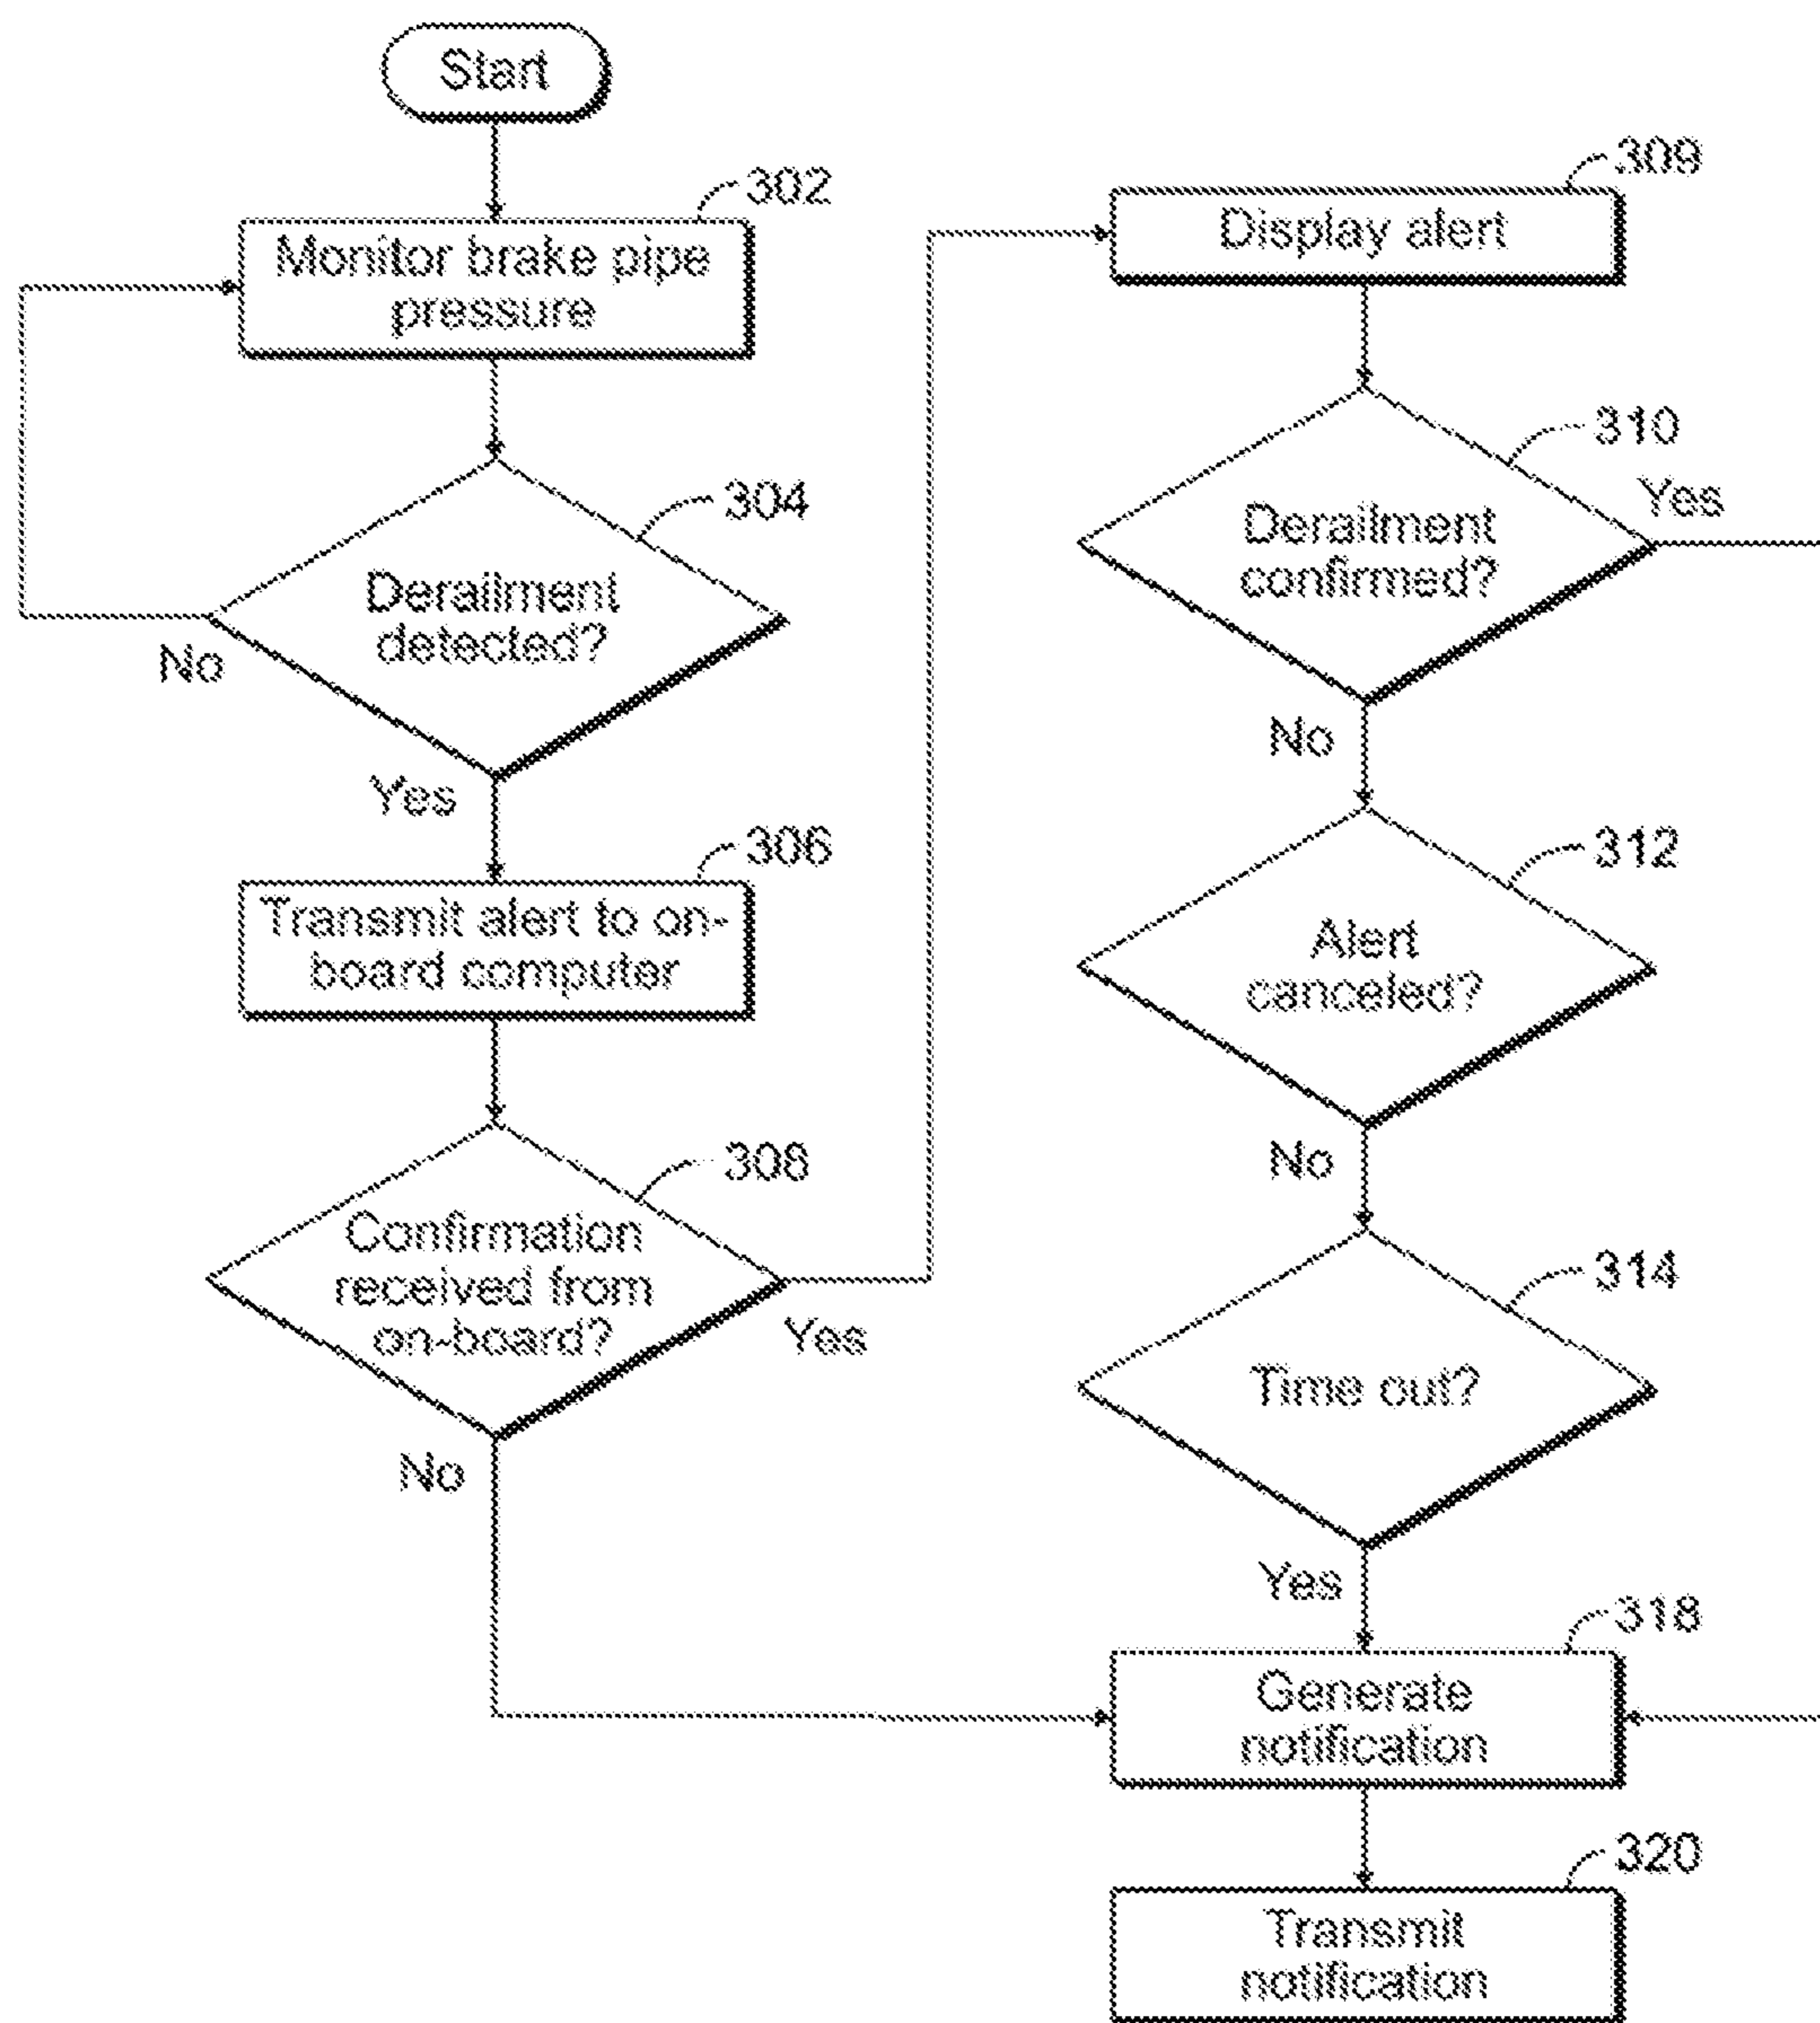 Start
302
Monitor brake pipe
pressure
304
Derailment
detected?
No
Yes
306
Transmit alert to on-
board computer
308
Confirmation
received from
on-board?
Yes
No
309
Display alert
310
Yes
Derailment
confirmed?
No
312
Alert
canceled?
No
314
Time out?
Yes
318
Generate
notification
320
Transmit
notification